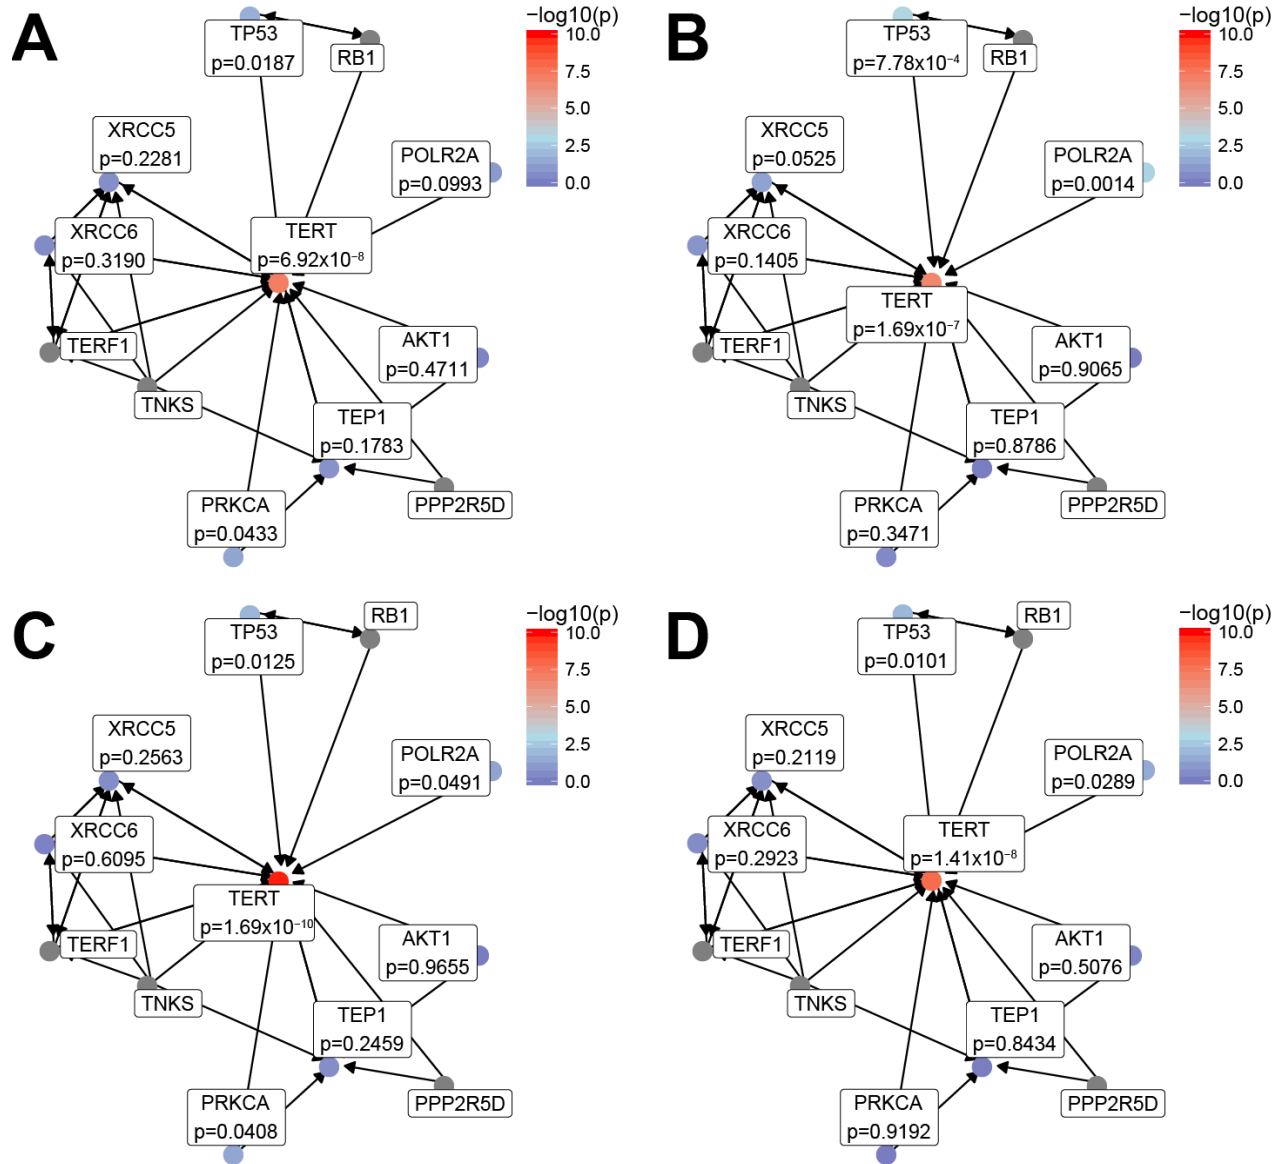 A
TP53
p=0.0187
RB1
XRCC5
p=0.2281
POLR2A
p=0.0993
XRCC6
p=0.3190
TERT
p=6.92x10⁻⁸
TERF1
AKT1
p=0.4711
TNKS
TEP1
p=0.1783
PRKCA
p=0.0433
PPP2R5D
−log10(p)
10.0
7.5
5.0
2.5
0.0
B
TP53
p=7.78x10⁻⁴
RB1
XRCC5
p=0.0525
POLR2A
p=0.0014
XRCC6
p=0.1405
TERT
p=1.69x10⁻⁷
TERF1
AKT1
p=0.9065
TNKS
TEP1
p=0.8786
PRKCA
p=0.3471
PPP2R5D
−log10(p)
10.0
7.5
5.0
2.5
0.0
C
TP53
p=0.0125
RB1
XRCC5
p=0.2563
POLR2A
p=0.0491
XRCC6
p=0.6095
TERT
p=1.69x10⁻¹⁰
TERF1
AKT1
p=0.9655
TNKS
TEP1
p=0.2459
PRKCA
p=0.0408
PPP2R5D
−log10(p)
10.0
7.5
5.0
2.5
0.0
D
TP53
p=0.0101
RB1
XRCC5
p=0.2119
POLR2A
p=0.0289
XRCC6
p=0.2923
TERT
p=1.41x10⁻⁸
TERF1
AKT1
p=0.5076
TNKS
TEP1
p=0.8434
PRKCA
p=0.9192
PPP2R5D
−log10(p)
10.0
7.5
5.0
2.5
0.0